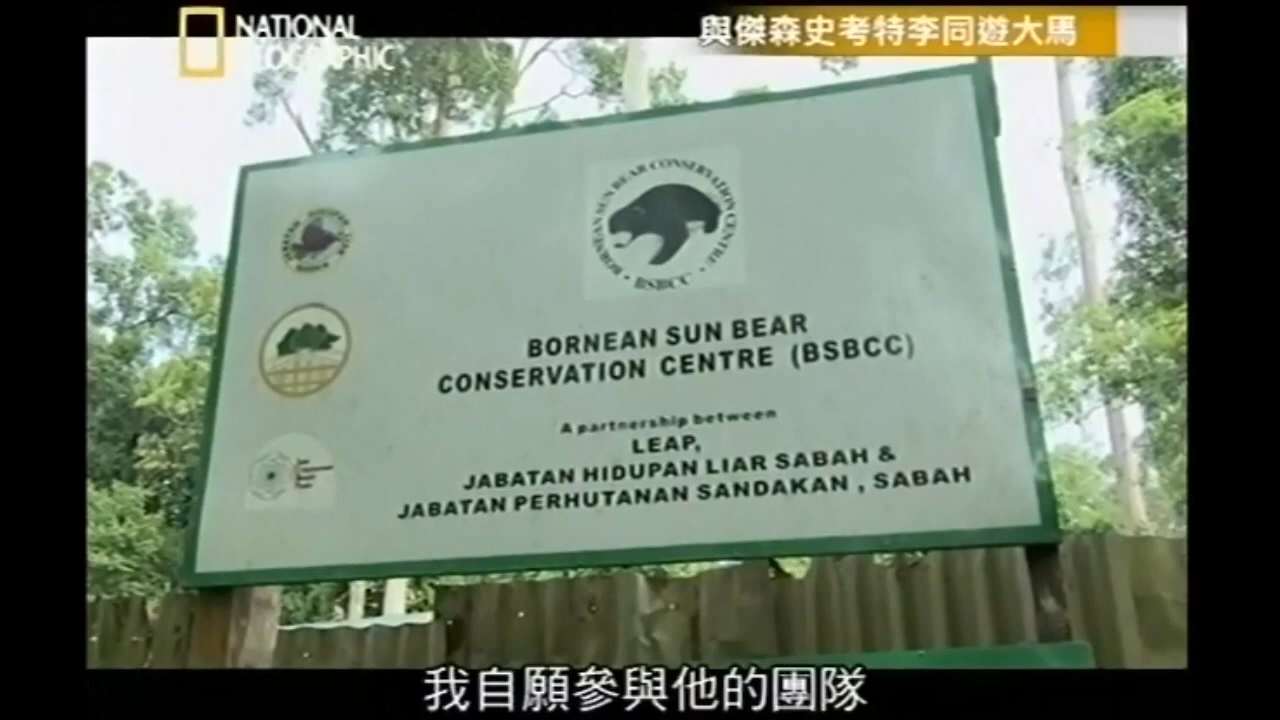 NATIONAL
GEOGRAPHIC
與傑森史考特李同遊大馬
BORNEAN SUN BEAR CONSERVATION CENTRE
BSBCC
BORNEAN SUN BEAR
CONSERVATION CENTRE (BSBCC)
A partnership between
LEAP,
JABATAN HIDUPAN LIAR SABAH &
JABATAN PERHUTANAN SANDAKAN , SABAH
我自願參與他的團隊